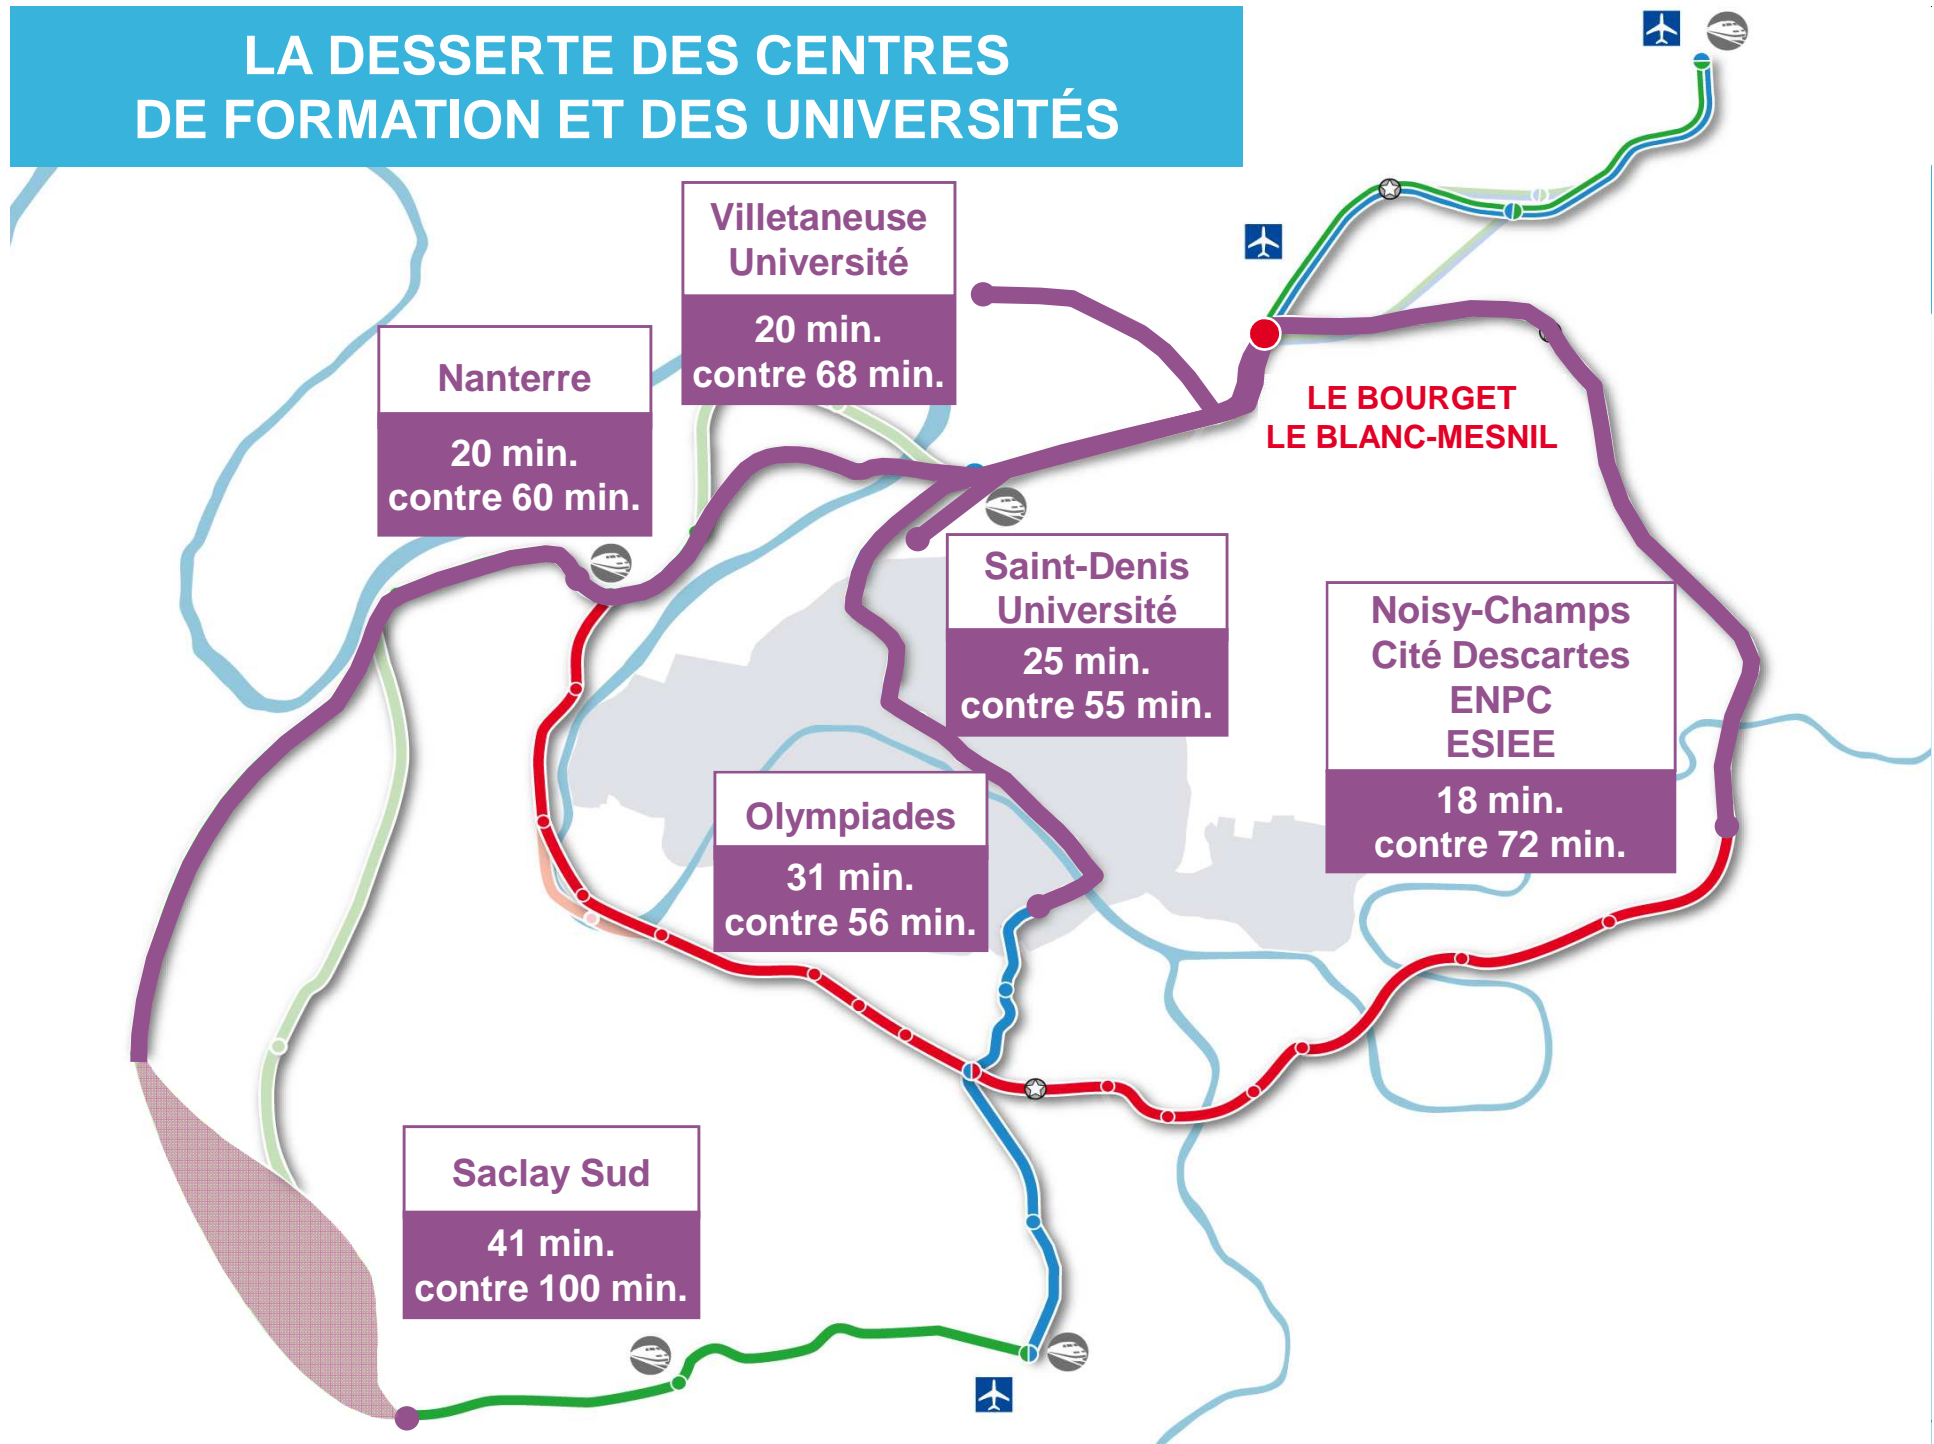 LA DESSERTE DES CENTRES
DE FORMATION ET DES UNIVERSITÉS
Villetaneuse
Université
20 min.
contre 68 min.
Nanterre
20 min.
contre 60 min.
LE BOURGET
LE BLANC-MESNIL
Saint-Denis
Université
25 min.
contre 55 min.
Noisy-Champs
Cité Descartes
ENPC
ESIEE
18 min.
contre 72 min.
Olympiades
31 min.
contre 56 min.
Saclay Sud
41 min.
contre 100 min.